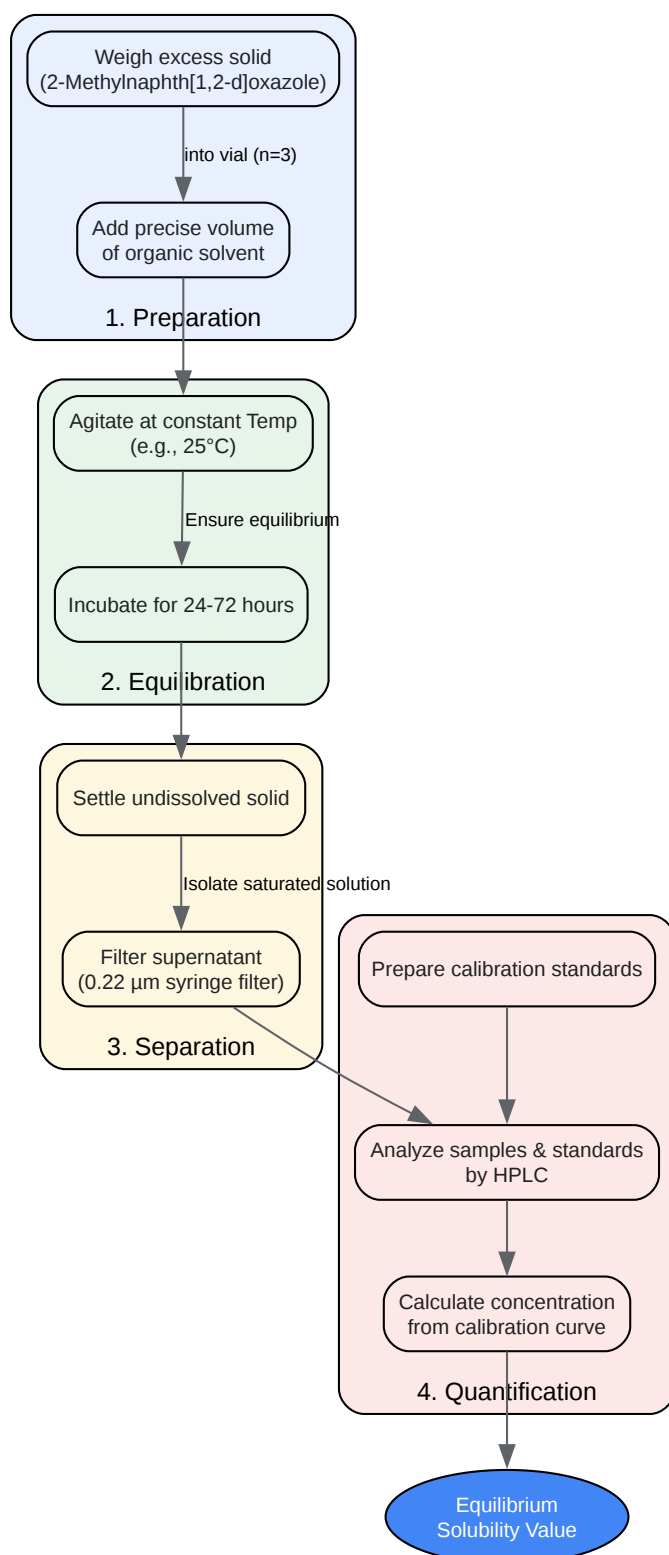 Weigh excess solid
(2-Methylnaphth[1,2-d]oxazole)
into vial (n=3)
Add precise volume
of organic solvent
1. Preparation
Agitate at constant Temp
(e.g., 25°C)
Ensure equilibrium
Incubate for 24-72 hours
2. Equilibration
Settle undissolved solid
Isolate saturated solution
Filter supernatant
(0.22 µm syringe filter)
3. Separation
Prepare calibration standards
Analyze samples & standards
by HPLC
Calculate concentration
from calibration curve
4. Quantification
Equilibrium
Solubility Value